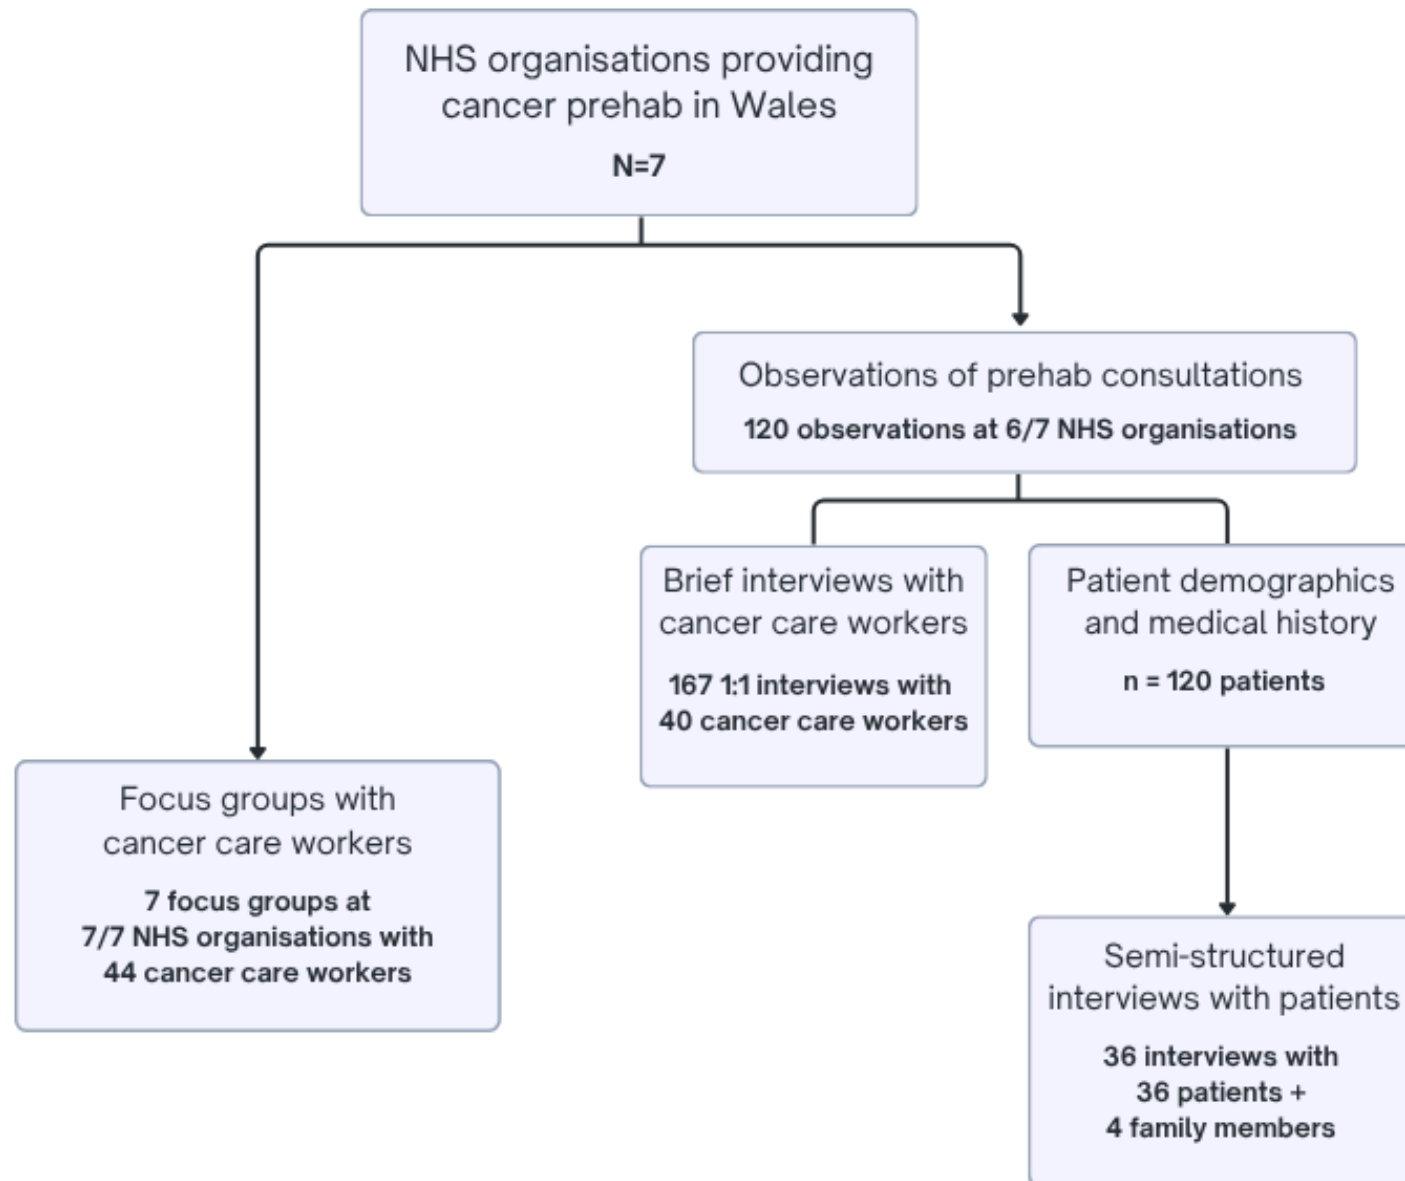 NHS organisations providing
cancer prehab in Wales
N=7
Observations of prehab consultations
120 observations at 6/7 NHS organisations
Brief interviews with
cancer care workers
167 1:1 interviews with
40 cancer care workers
Patient demographics
and medical history
n = 120 patients
Focus groups with
cancer care workers
7 focus groups at
7/7 NHS organisations with
44 cancer care workers
Semi-structured
interviews with patients
36 interviews with
36 patients +
4 family members